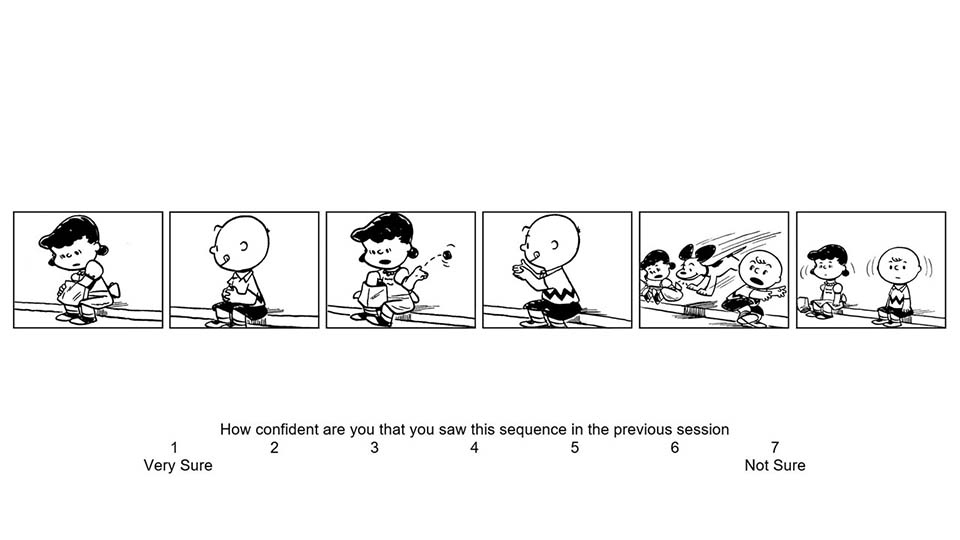 How confident are you that you saw this sequence in the previous session
1 2 3 4 5 6 7
Very Sure Not Sure